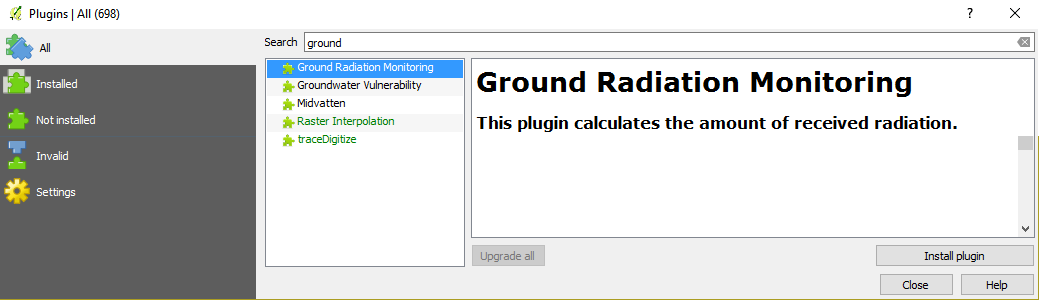 Plugins | All (698)
?
All
Installed
Not installed
Invalid
Settings
Search
ground
Ground Radiation Monitoring
Groundwater Vulnerability
Midvatten
Raster Interpolation
traceDigitize
Ground Radiation Monitoring
This plugin calculates the amount of received radiation.
Upgrade all
Install plugin
Close
Help